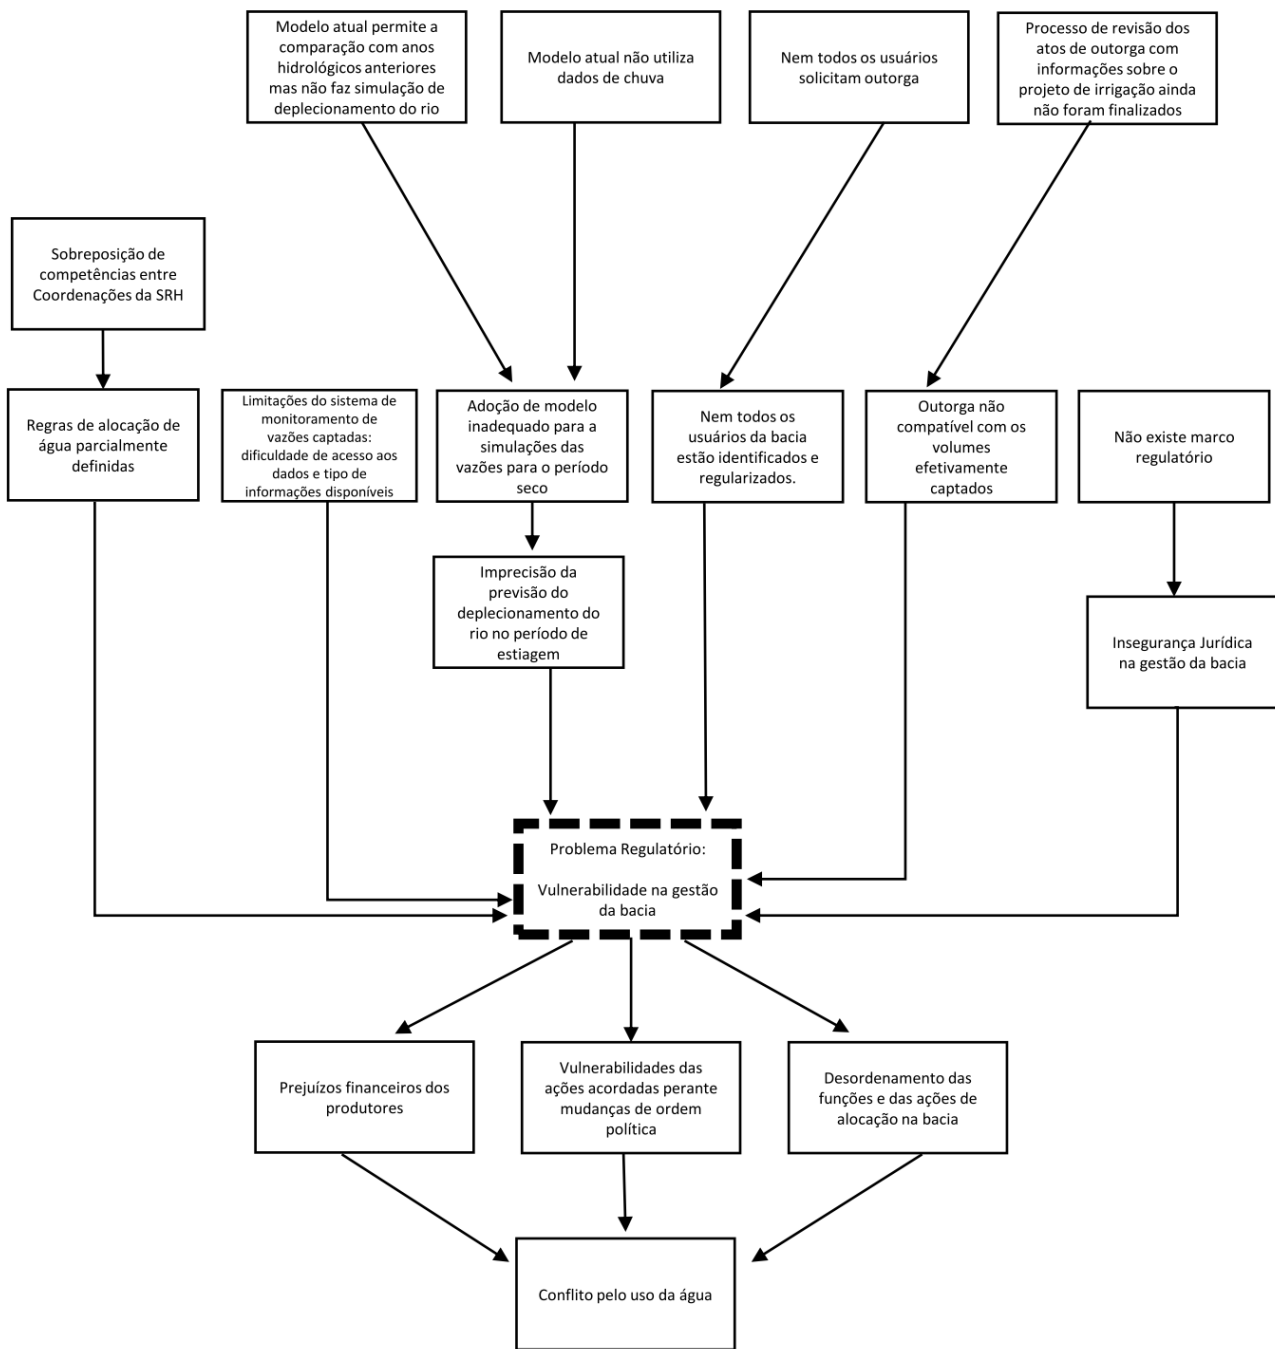 Modelo atual permite a
comparação com anos
hidrológicos anteriores
mas não faz simulação de
deplecionamento do rio
Modelo atual não utiliza
dados de chuva
Nem todos os usuários
solicitam outorga
Processo de revisão dos
atos de outorga com
informações sobre o
projeto de irrigação ainda
não foram finalizados
Sobreposição de
competências entre
Coordenações da SRH
Regras de alocação de
água parcialmente
definidas
Limitações do sistema de
monitoramento de
vazões captadas:
dificuldade de acesso aos
dados e tipo de
informações disponíveis
Adoção de modelo
inadequado para a
simulações das
vazões para o período
seco
Nem todos os
usuários da bacia
estão identificados e
regularizados.
Outorga não
compatível com os
volumes
efetivamente
captados
Não existe marco
regulatório
Imprecisão da
previsão do
deplecionamento do
rio no período de
estiagem
Insegurança Jurídica
na gestão da bacia
Problema Regulatório:
Vulnerabilidade na gestão
da bacia
Prejuízos financeiros dos
produtores
Vulnerabilidades das
ações acordadas perante
mudanças de ordem
política
Desordenamento das
funções e das ações de
alocação na bacia
Conflito pelo uso da água